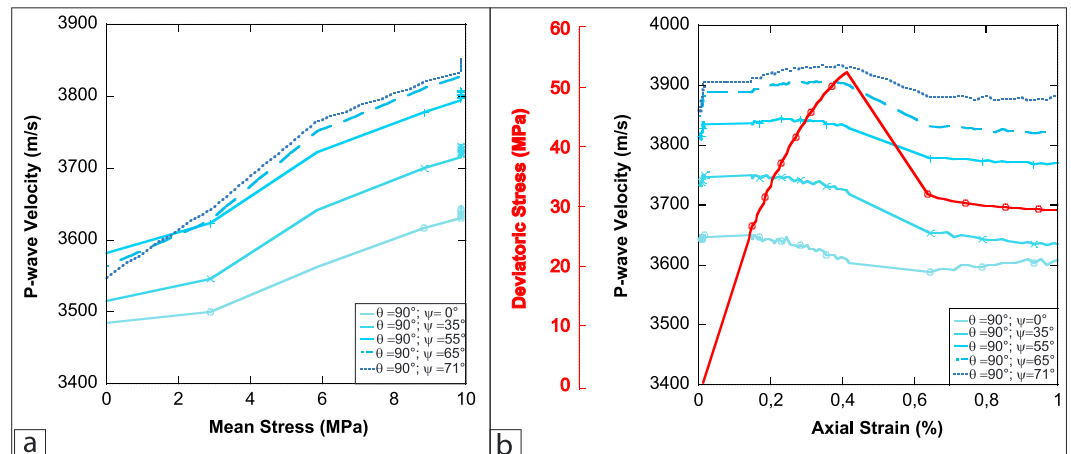 3900
3800
3700
3600
3500
3400
P-wave Velocity (m/s)
0
2
4
6
8
10
Mean Stress (MPa)
θ =90°; ψ= 0°
θ =90°; ψ=35°
θ =90°; ψ=55°
θ =90°; ψ=65°
θ =90°; ψ=71°
a
60
50
40
30
20
10
0
Deviatoric Stress (MPa)
4000
3900
3800
3700
3600
3500
3400
P-wave Velocity (m/s)
0
0,2
0,4
0,6
0,8
1
Axial Strain (%)
θ =90°; ψ=0°
θ =90°; ψ=35°
θ =90°; ψ=55°
θ =90°; ψ=65°
θ =90°; ψ=71°
b